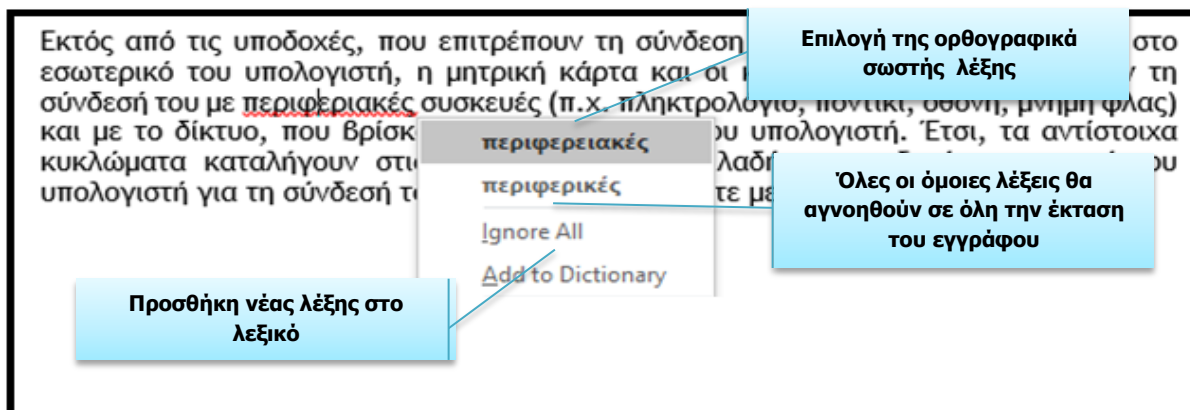 Εκτός από τις υποδοχές, που επιτρέπουν τη σύνδεση στο
εσωτερικό του υπολογιστή, η μητρική κάρτα και οι τη
σύνδεσή του με περιφεριακές συσκευές (π.χ. πληκτρολόγιο, ποντίκι, οθόνη, μνήμη φλας)
και με το δίκτυο, που υπολογιστή. Έτσι, τα αντίστοιχα
κυκλώματα καταλήγουν
υπολογιστή για τη σύνδεσή
Επιλογή της ορθογραφικά
σωστής λέξης
περιφερειακές
περιφερικές
Ignore All
Add to Dictionary
Όλες οι όμοιες λέξεις θα
αγνοηθούν σε όλη την έκταση
του εγγράφου
Προσθήκη νέας λέξης στο
λεξικό